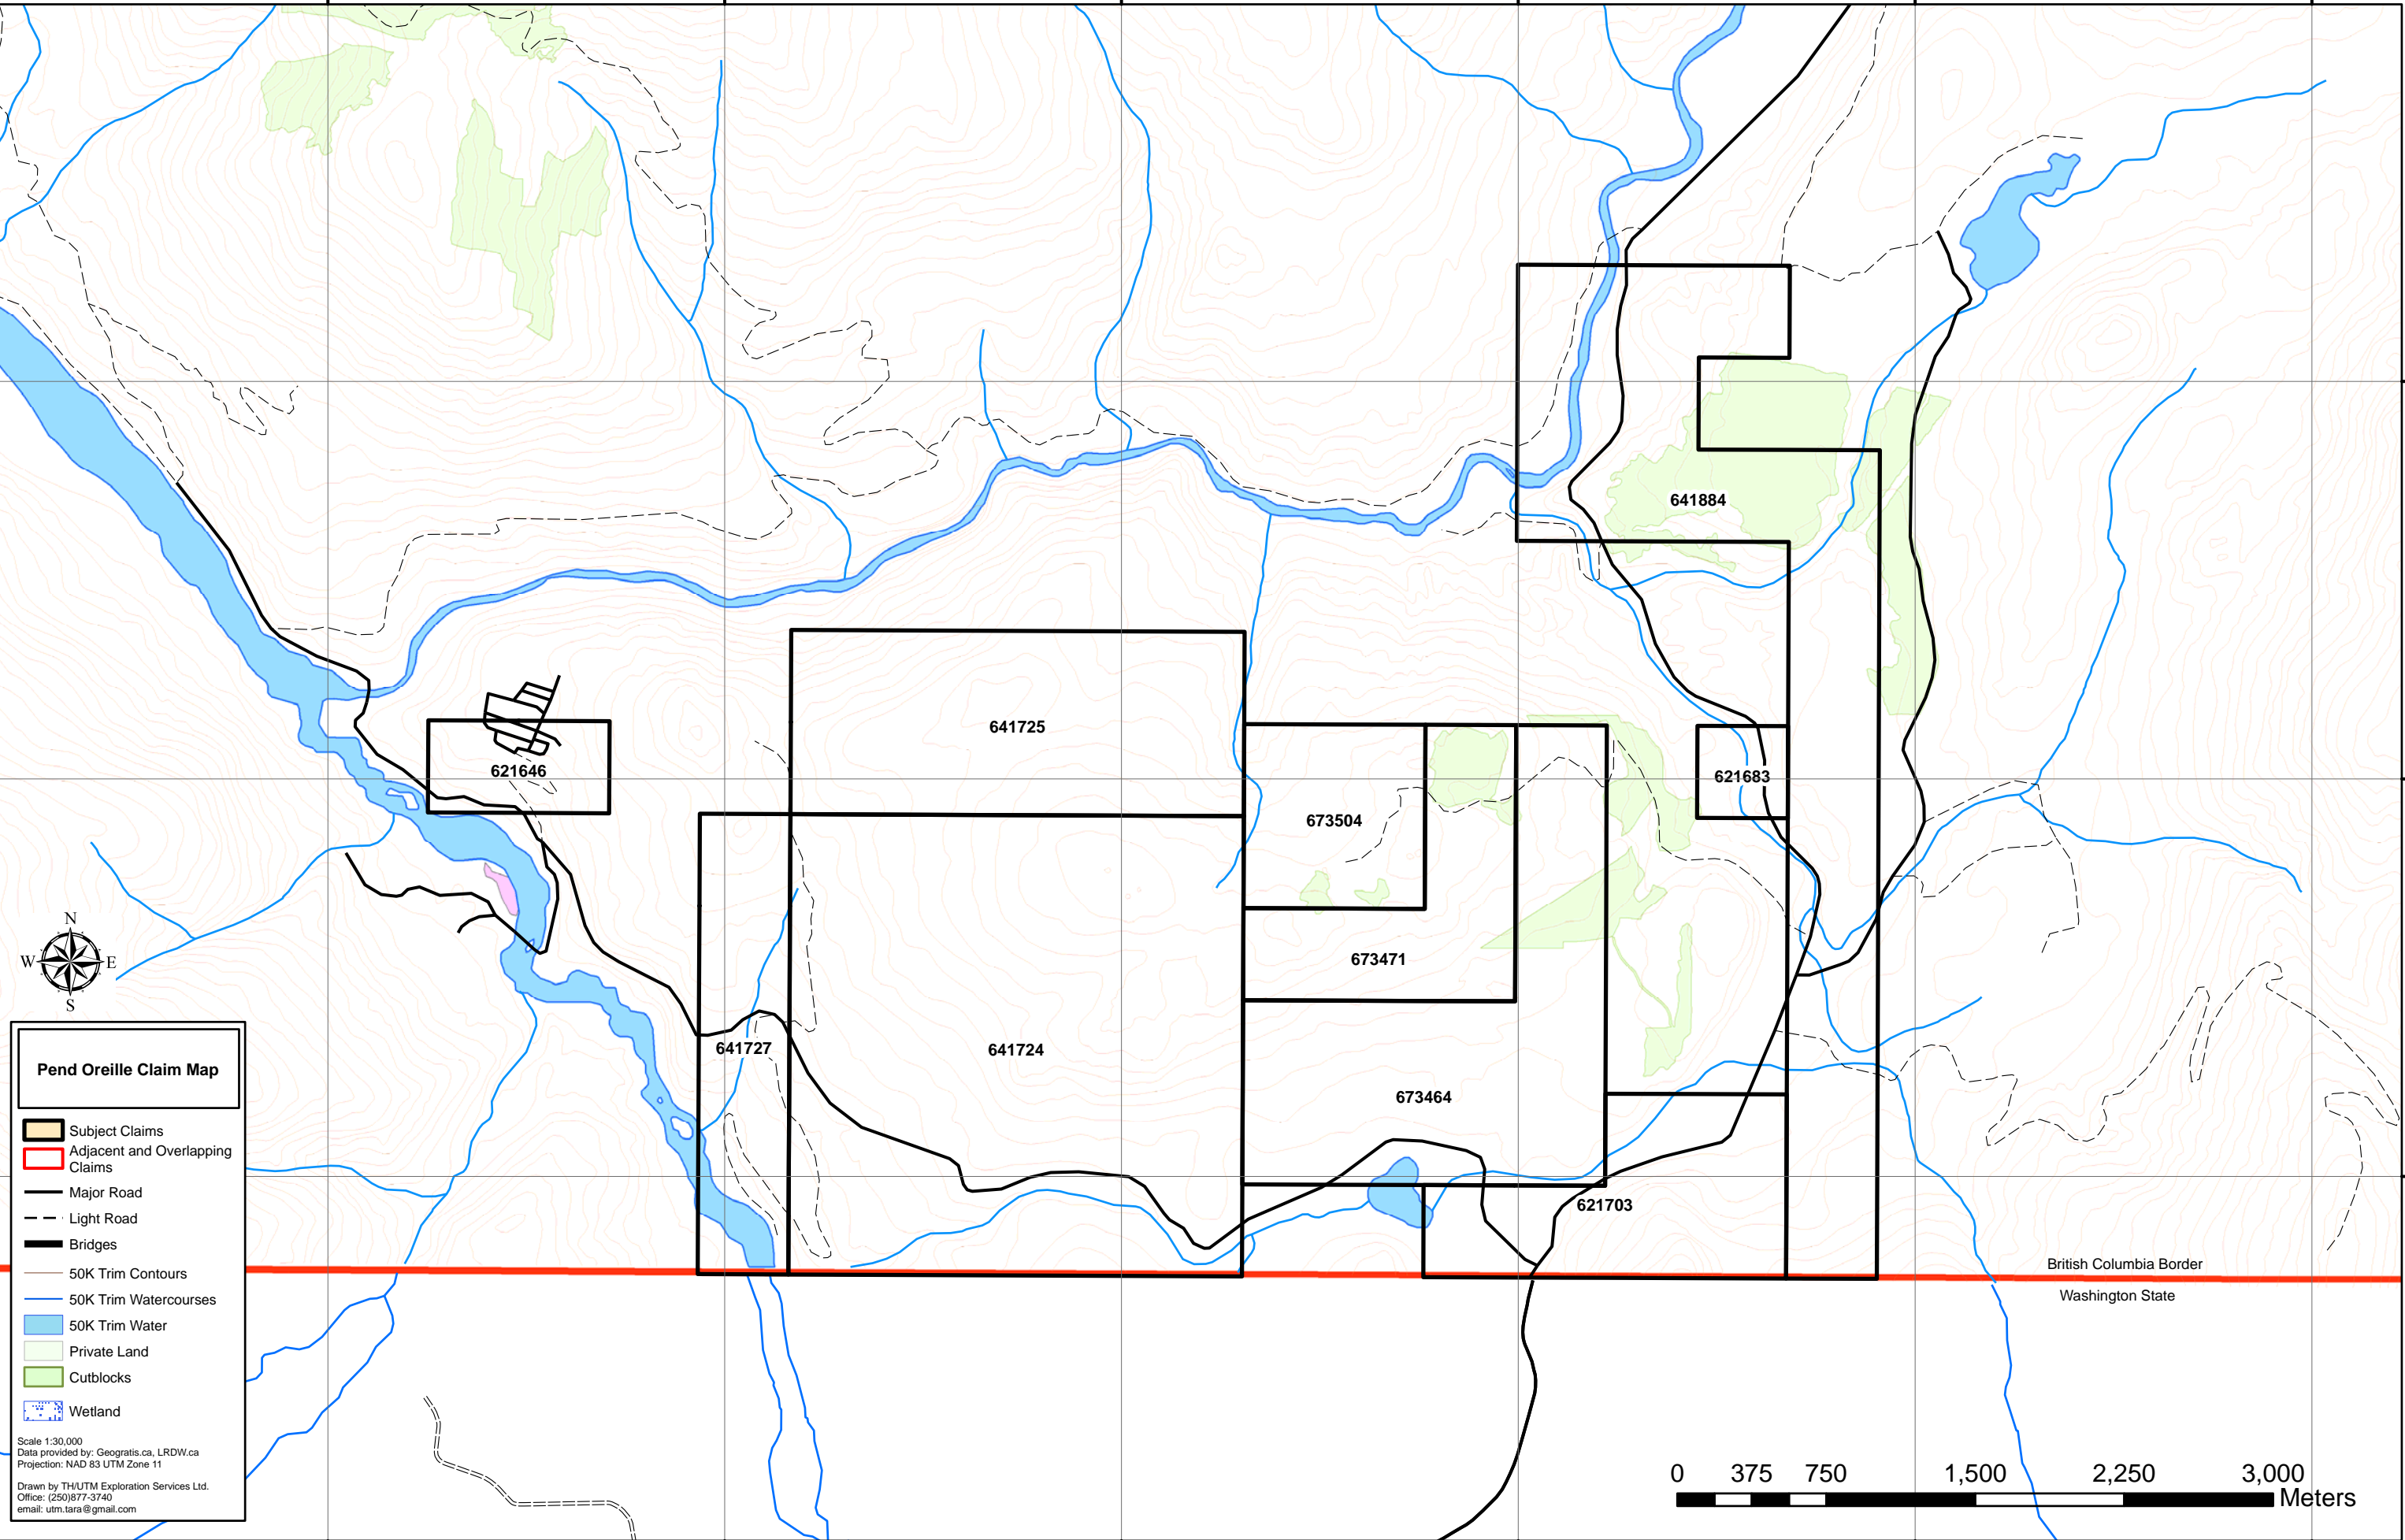 641884
641725
621646
621683
673504
673471
641727
641724
673464
621703
N
W E
S
British Columbia Border
Washington State
Pend Oreille Claim Map
Subject Claims
Adjacent and Overlapping
Claims
Major Road
Light Road
Bridges
50K Trim Contours
50K Trim Watercourses
50K Trim Water
Private Land
Cutblocks
Wetland
Scale 1:30,000
Data provided by: Geogratis.ca, LRDW.ca
Projection: NAD 83 UTM Zone 11
Drawn by TH/UTM Exploration Services Ltd.
Office: (250)877-3740
email: utm.tara@gmail.com
0 375 750 1,500 2,250 3,000
Meters